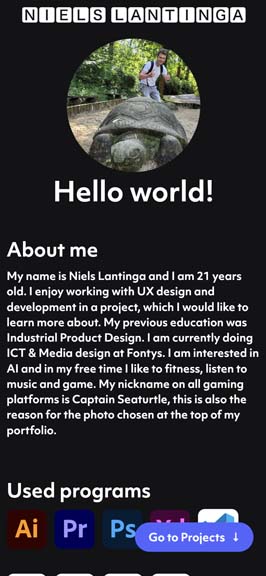 NIELS LANTINGA
Hello world!
About me
My name is Niels Lantinga and I am 21 years
old. I enjoy working with UX design and
development in a project, which I would like to
learn more about. My previous education was
Industrial Product Design. I am currently doing
ICT & Media design at Fontys. I am interested in
AI and in my free time I like to fitness, listen to
music and game. My nickname on all gaming
platforms is Captain Seaturtle, this is also the
reason for the photo chosen at the top of my
portfolio.
Used programs
Ai Pr Ps
Go to Projects ↓